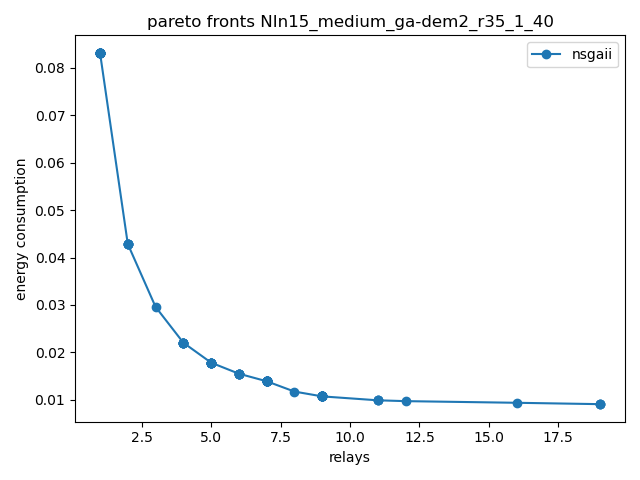 pareto fronts NIn15_medium_ga-dem2_r35_1_40
nsgaii
0.08
0.07
0.06
0.05
0.04
0.03
0.02
0.01
energy consumption
2.5 5.0 7.5 10.0 12.5 15.0 17.5
relays